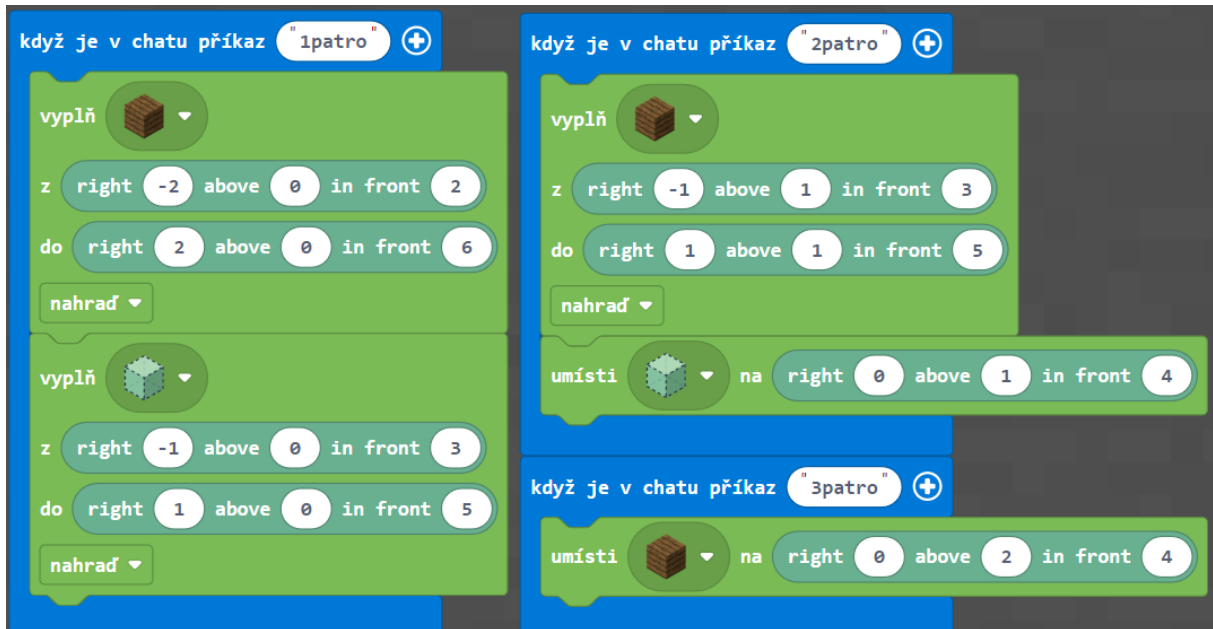 když je v chatu příkaz "1patro"
vyplň
z right -2 above 0 in front 2
do right 2 above 0 in front 6
nahraď
vyplň
z right -1 above 0 in front 3
do right 1 above 0 in front 5
nahraď
když je v chatu příkaz "2patro"
vyplň
z right -1 above 1 in front 3
do right 1 above 1 in front 5
nahraď
umísti na right 0 above 1 in front 4
když je v chatu příkaz "3patro"
umísti na right 0 above 2 in front 4